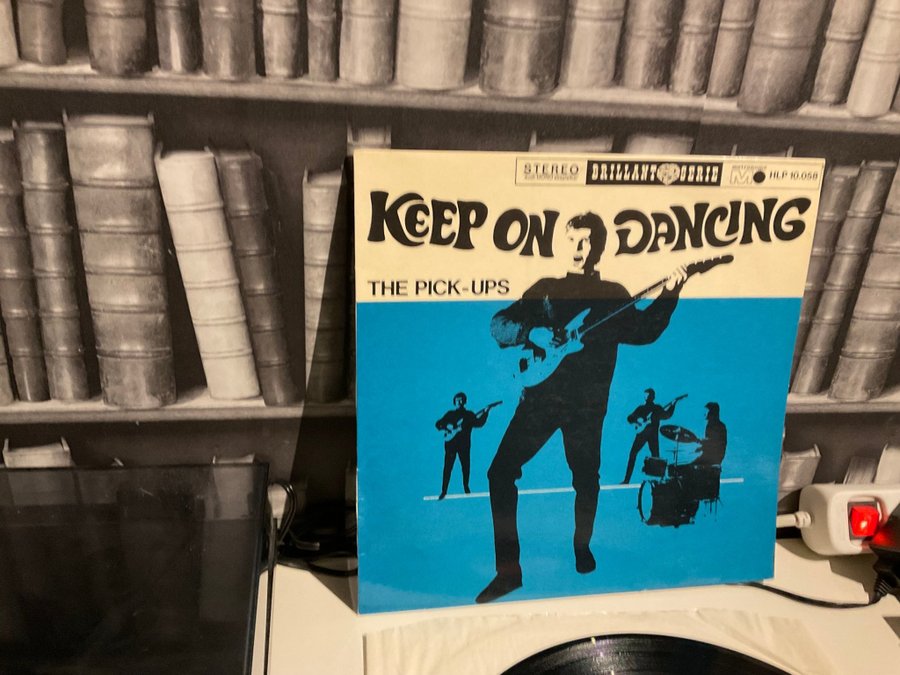 STEREO
BRILLANT SERIE
HLP 10.058
KEEP ON DANCING
THE PICK-UPS